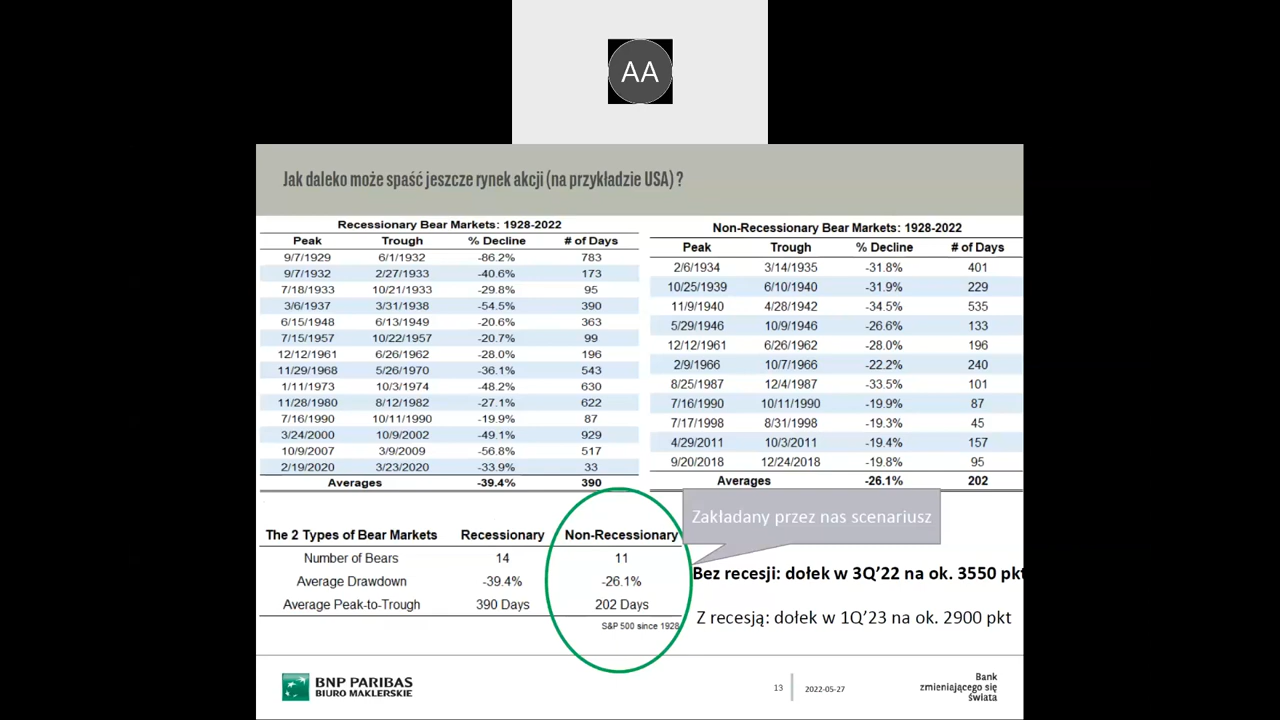 AA
Jak daleko może spaść jeszcze rynek akcji (na przykładzie USA) ?
Recessionary Bear Markets: 1928-2022
Peak Trough % Decline # of Days
9/7/1929 6/1/1932 -86.2% 783
9/7/1932 2/27/1933 -40.6% 173
7/18/1933 10/21/1933 -29.8% 95
3/6/1937 3/31/1938 -54.5% 390
6/15/1948 6/13/1949 -20.6% 363
7/15/1957 10/22/1957 -20.7% 99
12/12/1961 6/26/1962 -28.0% 196
11/29/1968 5/26/1970 -36.1% 543
1/11/1973 10/3/1974 -48.2% 630
11/28/1980 8/12/1982 -27.1% 622
7/16/1990 10/11/1990 -19.9% 87
3/24/2000 10/9/2002 -49.1% 929
10/9/2007 3/9/2009 -56.8% 517
2/19/2020 3/23/2020 -33.9% 33
Averages -39.4% 390
Non-Recessionary Bear Markets: 1928-2022
Peak Trough % Decline # of Days
2/6/1934 3/14/1935 -31.8% 401
10/25/1939 6/10/1940 -31.9% 229
11/9/1940 4/28/1942 -34.5% 535
5/29/1946 10/9/1946 -26.6% 133
12/12/1961 6/26/1962 -28.0% 196
2/9/1966 10/7/1966 -22.2% 240
8/25/1987 12/4/1987 -33.5% 101
7/16/1990 10/11/1990 -19.9% 87
7/17/1998 8/31/1998 -19.3% 45
4/29/2011 10/3/2011 -19.4% 157
9/20/2018 12/24/2018 -19.8% 95
Averages -26.1% 202
The 2 Types of Bear Markets Recessionary Non-Recessionary
Number of Bears 14 11
Average Drawdown -39.4% -26.1%
Average Peak-to-Trough 390 Days 202 Days
S&P 500 since 1928
Zakładany przez nas scenariusz
Bez recesji: dołek w 3Q’22 na ok. 3550 pkt
Z recesją: dołek w 1Q’23 na ok. 2900 pkt
BNP PARIBAS
BIURO MAKLERSKIE
13
2022-05-27
Bank
zmieniającego się
świata